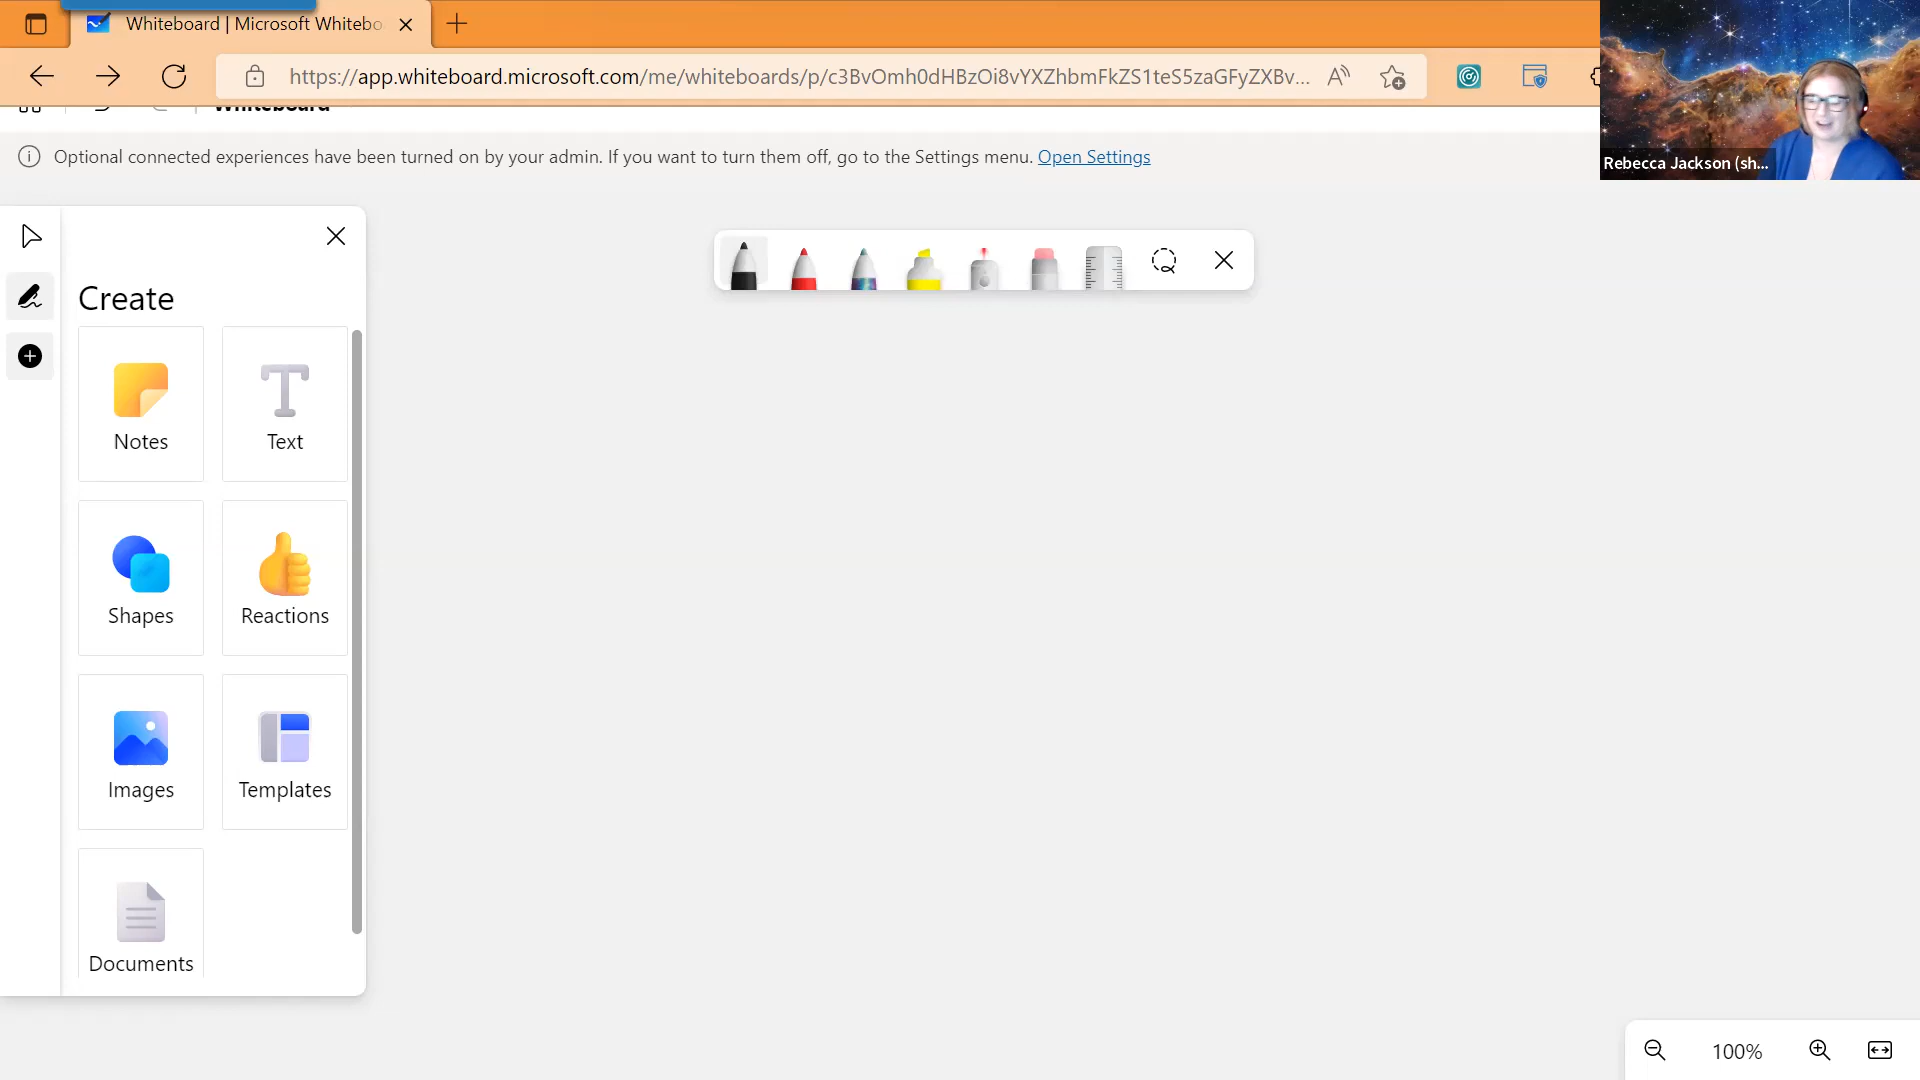 Whiteboard | Microsoft Whitebo
https://app.whiteboard.microsoft.com/me/whiteboards/p/c3BvOmh0dHBzOi8vYXZhbmFkZS1teS5zaGFyZXBv...
Whiteboard
Optional connected experiences have been turned on by your admin. If you want to turn them off, go to the Settings menu. Open Settings
Rebecca Jackson (sh...
Create
Notes
Text
Shapes
Reactions
Images
Templates
Documents
100%